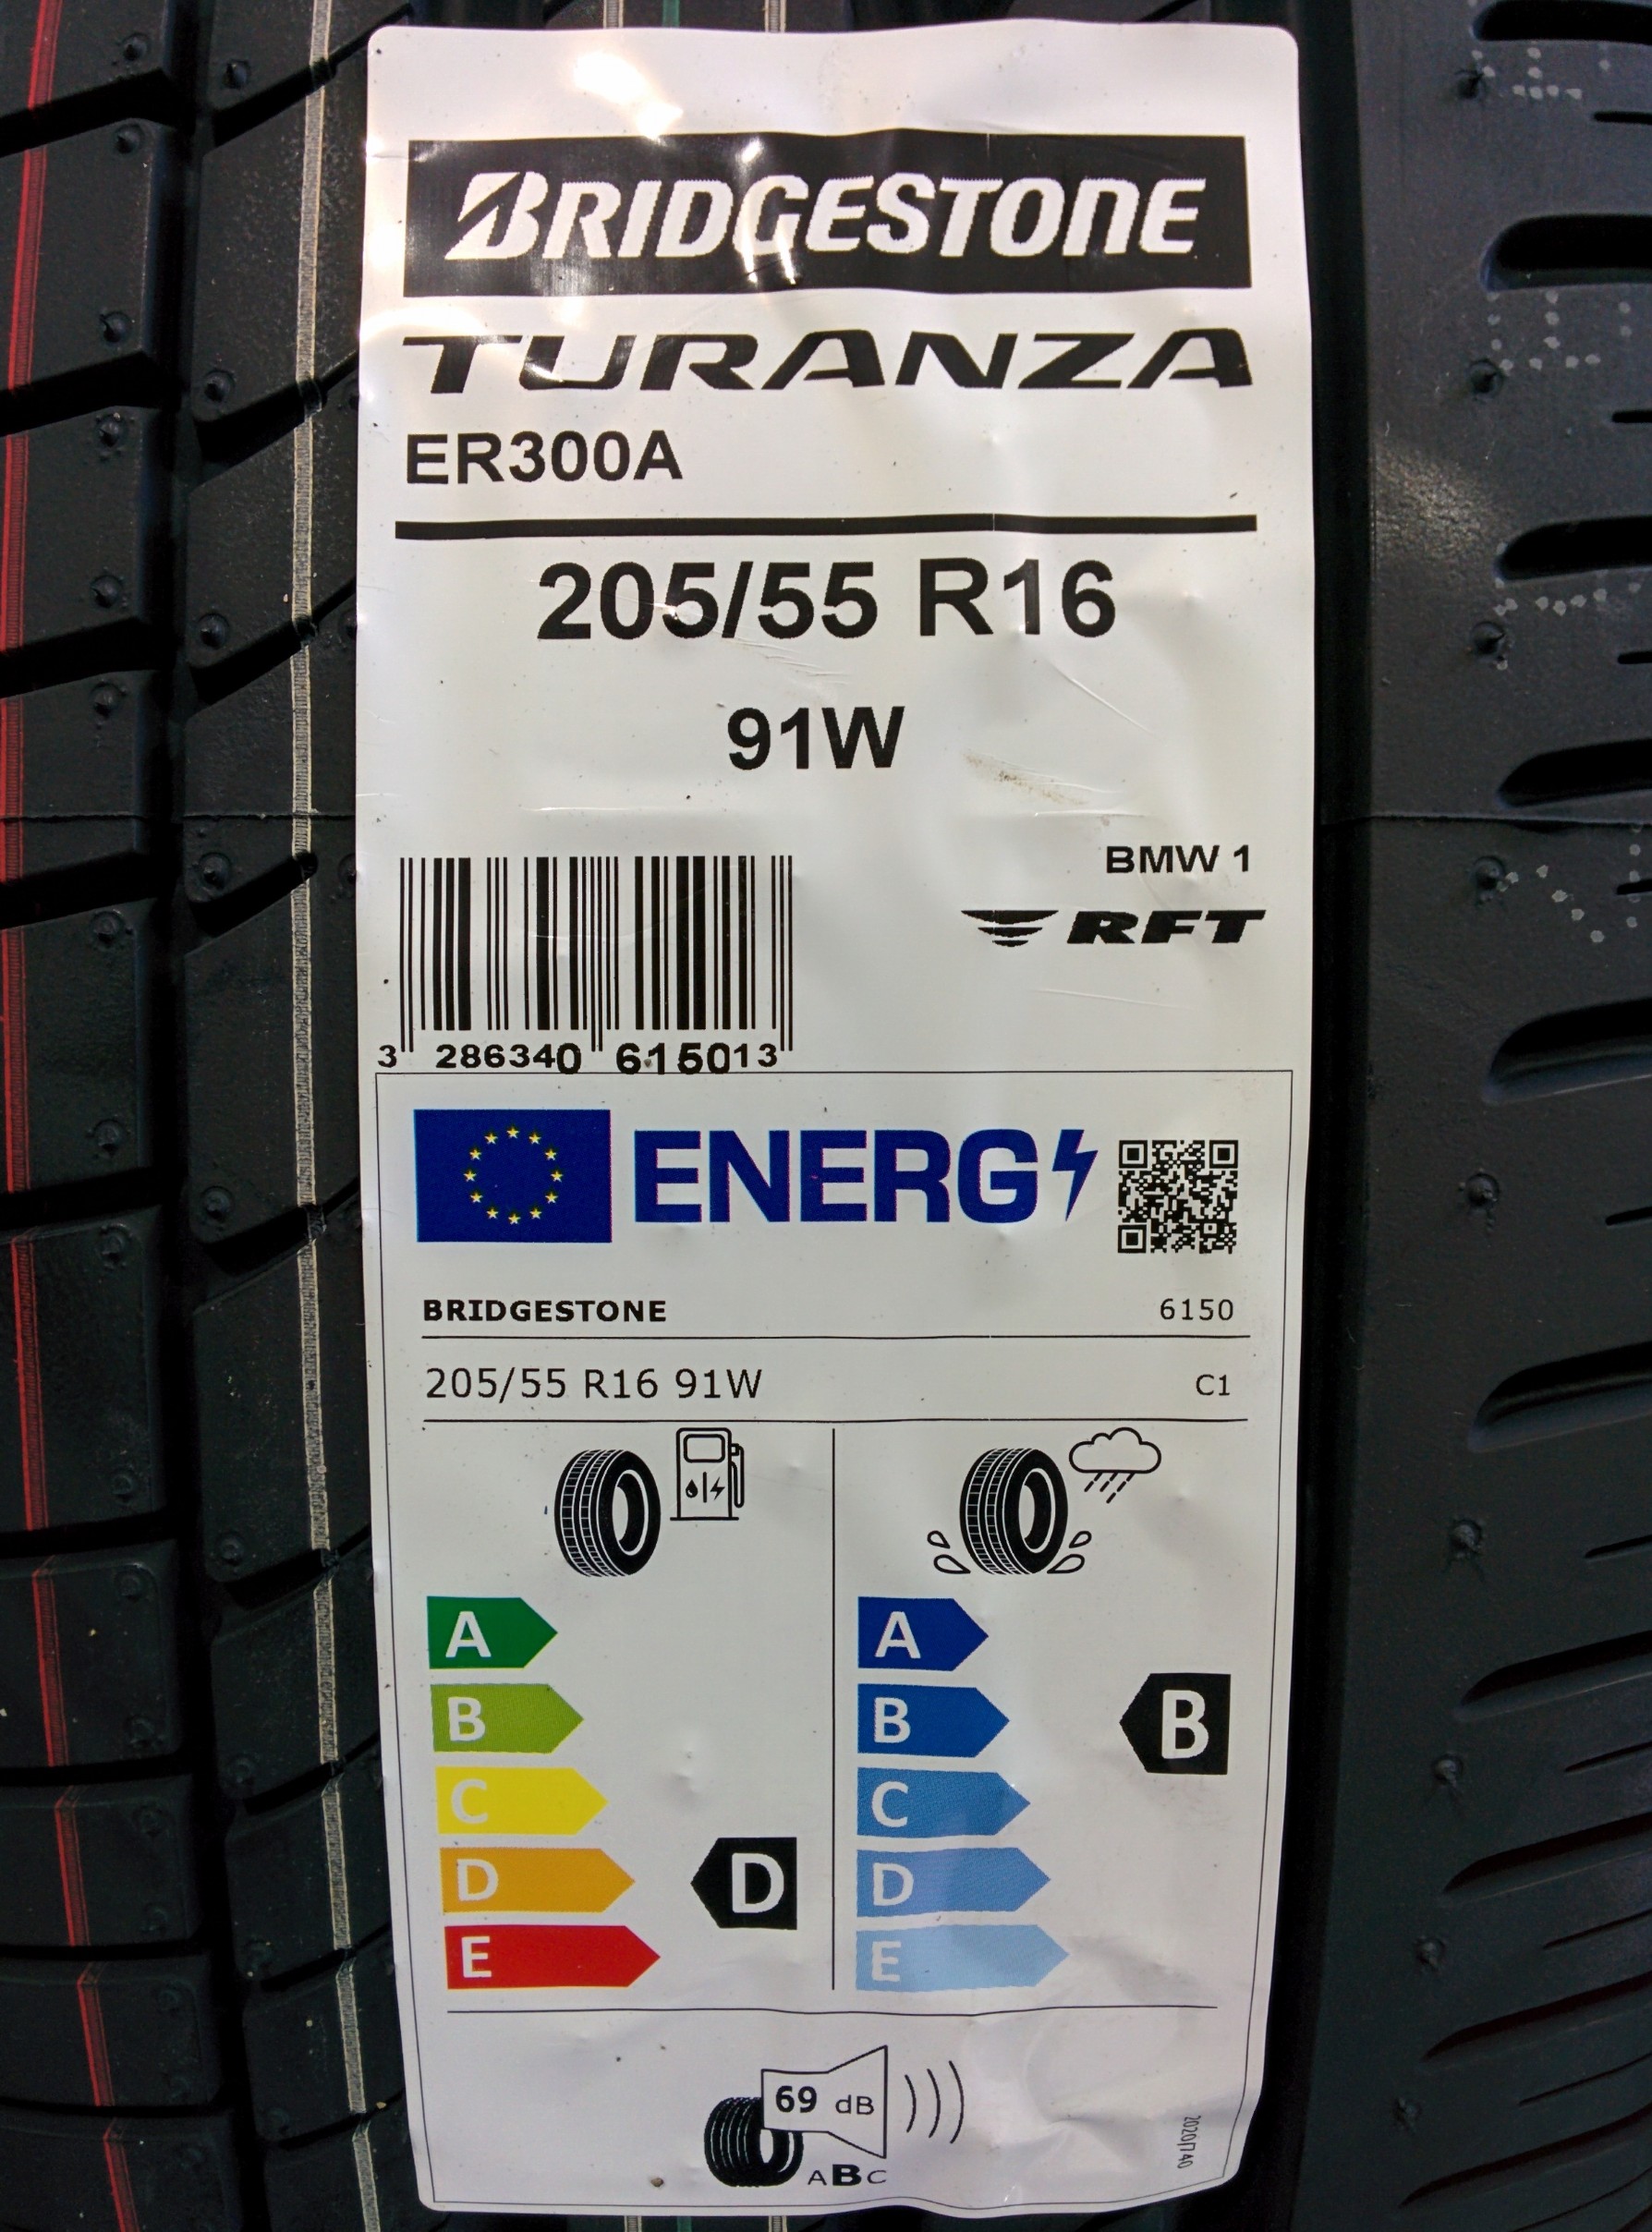 BRIDGESTONE
TURANZA
ER300A
205/55 R16
91W
BMW 1
RFT
3 286340 615013
ENERG
BRIDGESTONE 6150
205/55 R16 91W C1
A A
B B B
C C
D D D
E E
69 dB
ABC
2020/740